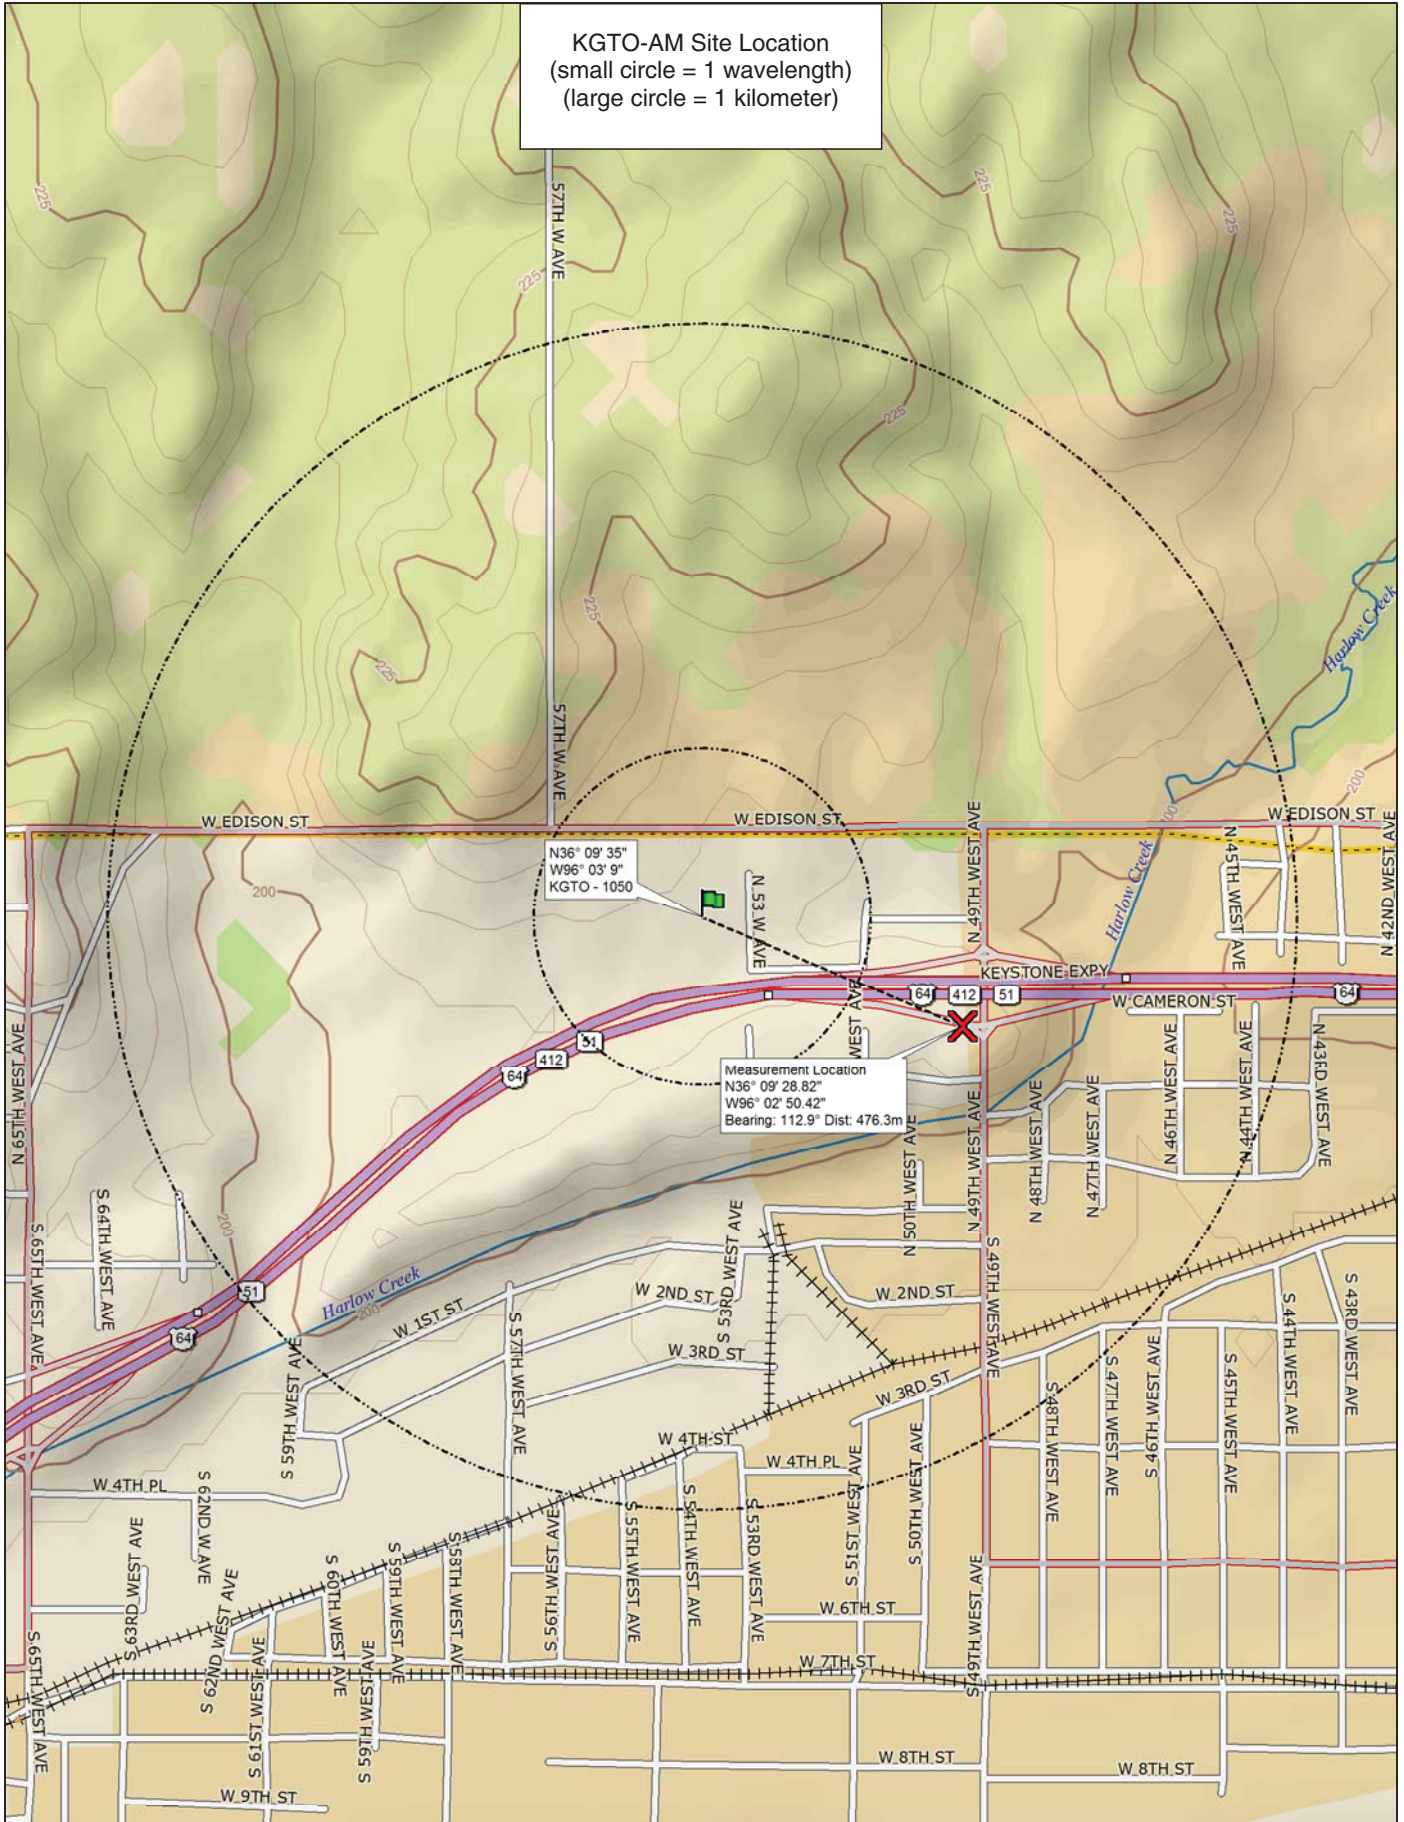 KGTO-AM Site Location
(small circle = 1 wavelength)
(large circle = 1 kilometer)
225
225
225
57TH W AVE
225
225
225
225
Harlow Creek
57TH W AVE
200
200
W EDISON ST
W EDISON ST
W EDISON ST
N 49TH WEST AVE
N 45TH WEST AVE
N 42ND WEST AVE
N36° 09' 35"
W96° 03' 9"
KGTO - 1050
200
N 53 W AVE
Harlow Creek
KEYSTONE EXPY
64
412
51
W CAMERON ST
64
WEST AVE
51
412
64
N 65TH WEST AVE
Measurement Location
N36° 09' 28.82"
W96° 02' 50.42"
Bearing: 112.9° Dist: 476.3m
N 50TH WEST AVE
N 49TH WEST AVE
N 48TH WEST AVE
N 47TH WEST AVE
N 46TH WEST AVE
N 44TH WEST AVE
N 43RD WEST AVE
S 64TH WEST AVE
200
S 65TH WEST AVE
51
64
Harlow Creek
200
W 1ST ST
W 2ND ST
S 53RD WEST AVE
W 2ND ST
S 49TH WEST AVE
W 3RD ST
W 3RD ST
S 59TH WEST AVE
S 57TH WEST AVE
S 48TH WEST AVE
S 47TH WEST AVE
S 46TH WEST AVE
S 45TH WEST AVE
S 44TH WEST AVE
S 43RD WEST AVE
W 4TH ST
W 4TH PL
W 4TH PL
S 62ND W AVE
S 63RD WEST AVE
S 62ND WEST AVE
S 61ST WEST AVE
S 60TH WEST AVE
S 59TH WEST AVE
S 59TH WEST AVE
S 58TH WEST AVE
S 56TH WEST AVE
S 55TH WEST AVE
S 54TH WEST AVE
S 53RD WEST AVE
S 51ST WEST AVE
S 50TH WEST AVE
S 49TH WEST AVE
W 6TH ST
W 7TH ST
S 65TH WEST AVE
W 8TH ST
W 8TH ST
W 9TH ST